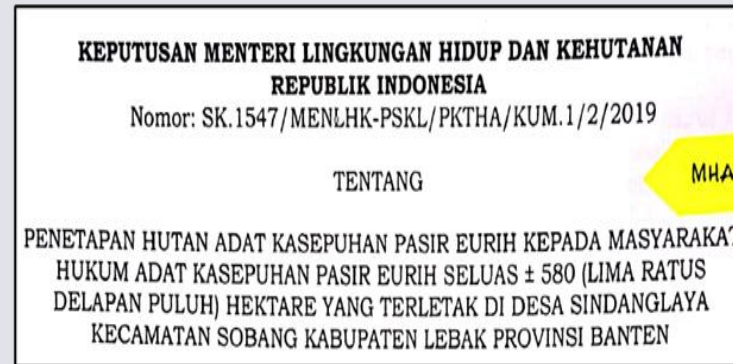 KEPUTUSAN MENTERI LINGKUNGAN HIDUP DAN KEHUTANAN
REPUBLIK INDONESIA
Nomor: SK.1547/MENLHK-PSKL/PKTHA/KUM.1/2/2019
TENTANG
MHA
PENETAPAN HUTAN ADAT KASEPUHAN PASIR EURIH KEPADA MASYARAKAT
HUKUM ADAT KASEPUHAN PASIR EURIH SELUAS ± 580 (LIMA RATUS
DELAPAN PULUH) HEKTARE YANG TERLETAK DI DESA SINDANGLAYA
KECAMATAN SOBANG KABUPATEN LEBAK PROVINSI BANTEN